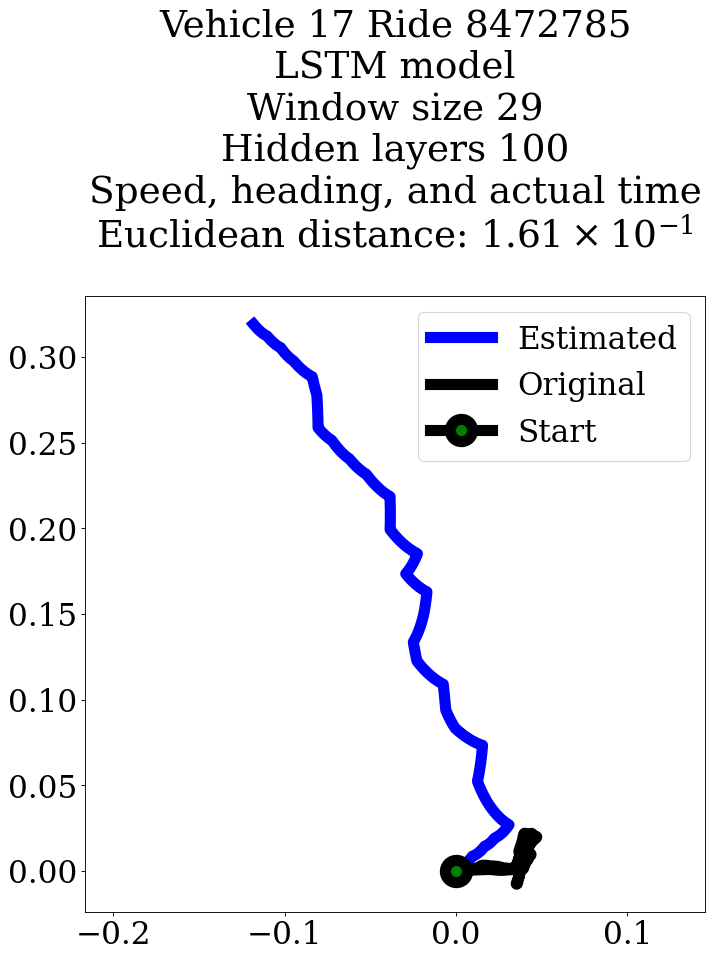 Vehicle 17 Ride 8472785
LSTM model
Window size 29
Hidden layers 100
Speed, heading, and actual time
Euclidean distance: 1.61 × 10⁻¹
Estimated
Original
Start
0.30
0.25
0.20
0.15
0.10
0.05
0.00
−0.2 −0.1 0.0 0.1